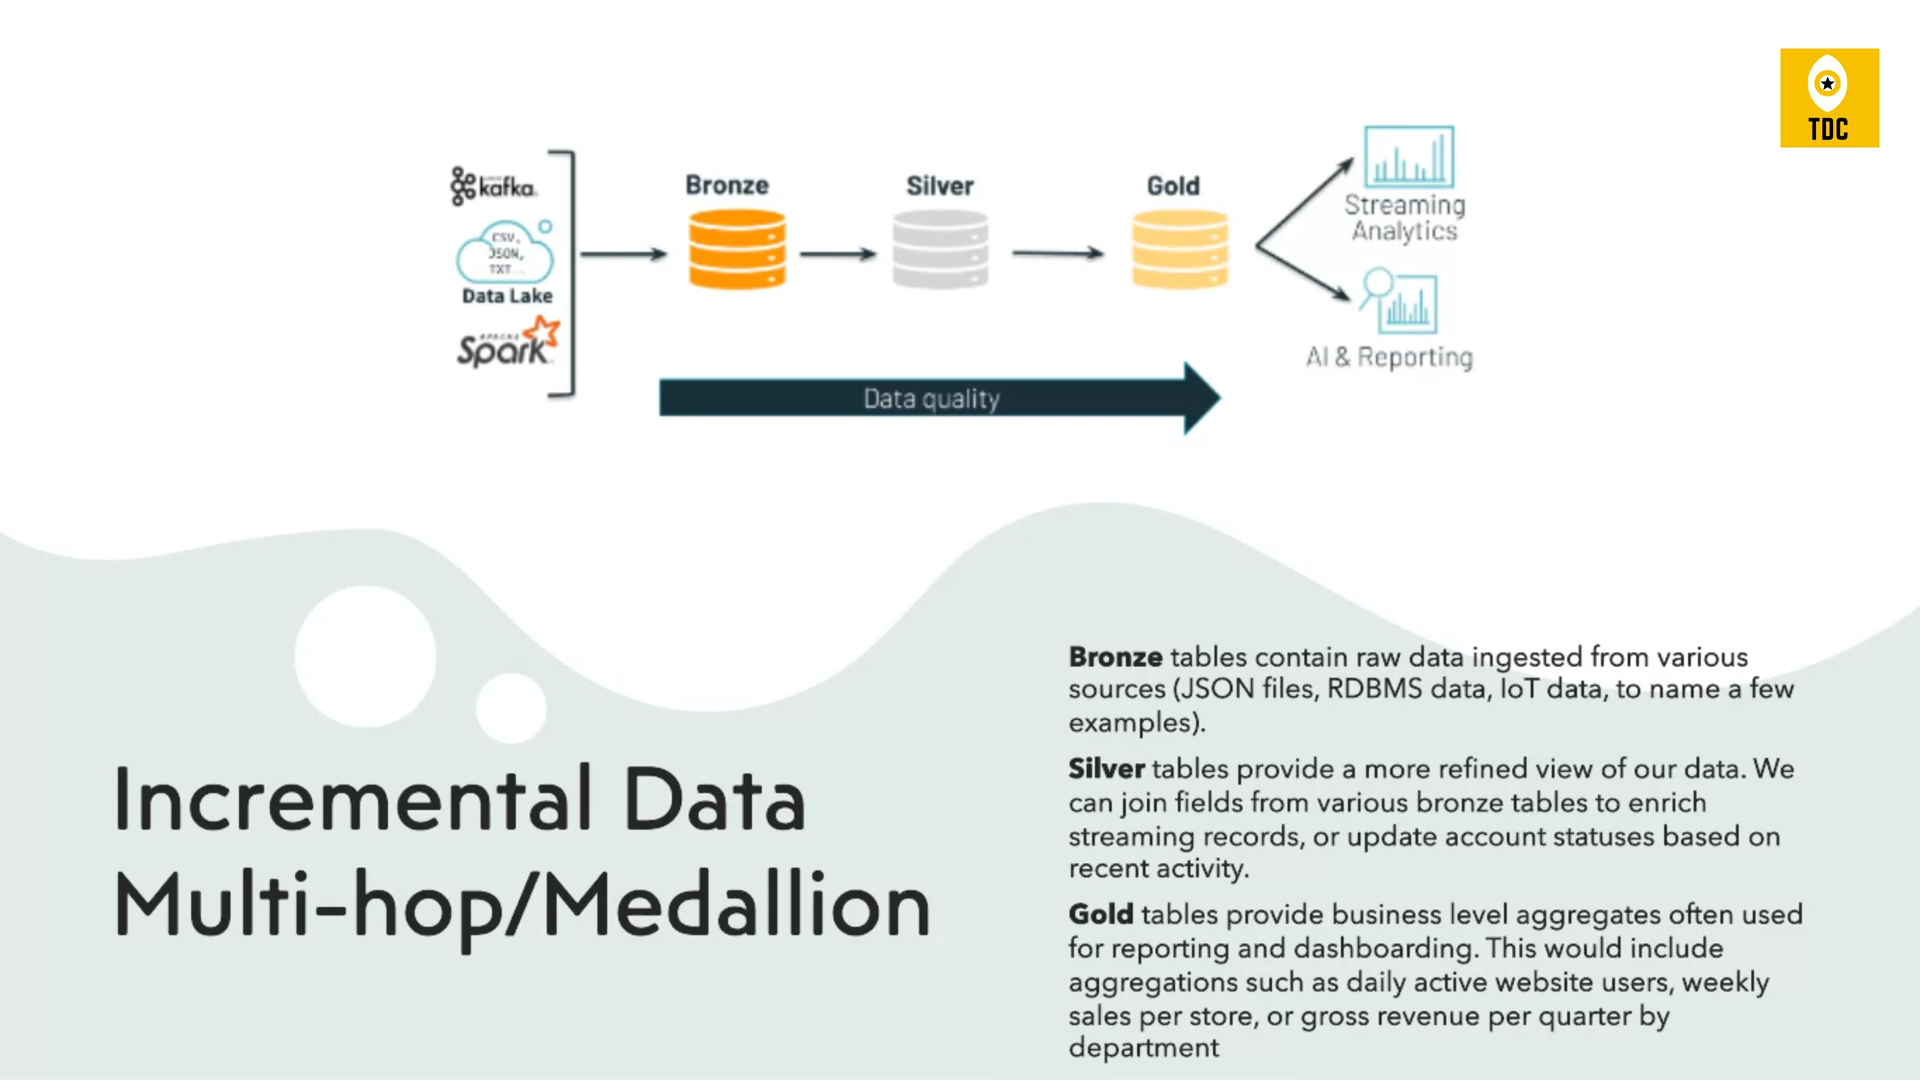 TDC
kafka
CSV,
JSON,
TXT...
Data Lake
APACHE
Spark
Bronze
Silver
Gold
Streaming
Analytics
AI & Reporting
Data quality
Incremental Data
Multi-hop/Medallion
Bronze tables contain raw data ingested from various
sources (JSON files, RDBMS data, IoT data, to name a few
examples).
Silver tables provide a more refined view of our data. We
can join fields from various bronze tables to enrich
streaming records, or update account statuses based on
recent activity.
Gold tables provide business level aggregates often used
for reporting and dashboarding. This would include
aggregations such as daily active website users, weekly
sales per store, or gross revenue per quarter by
department